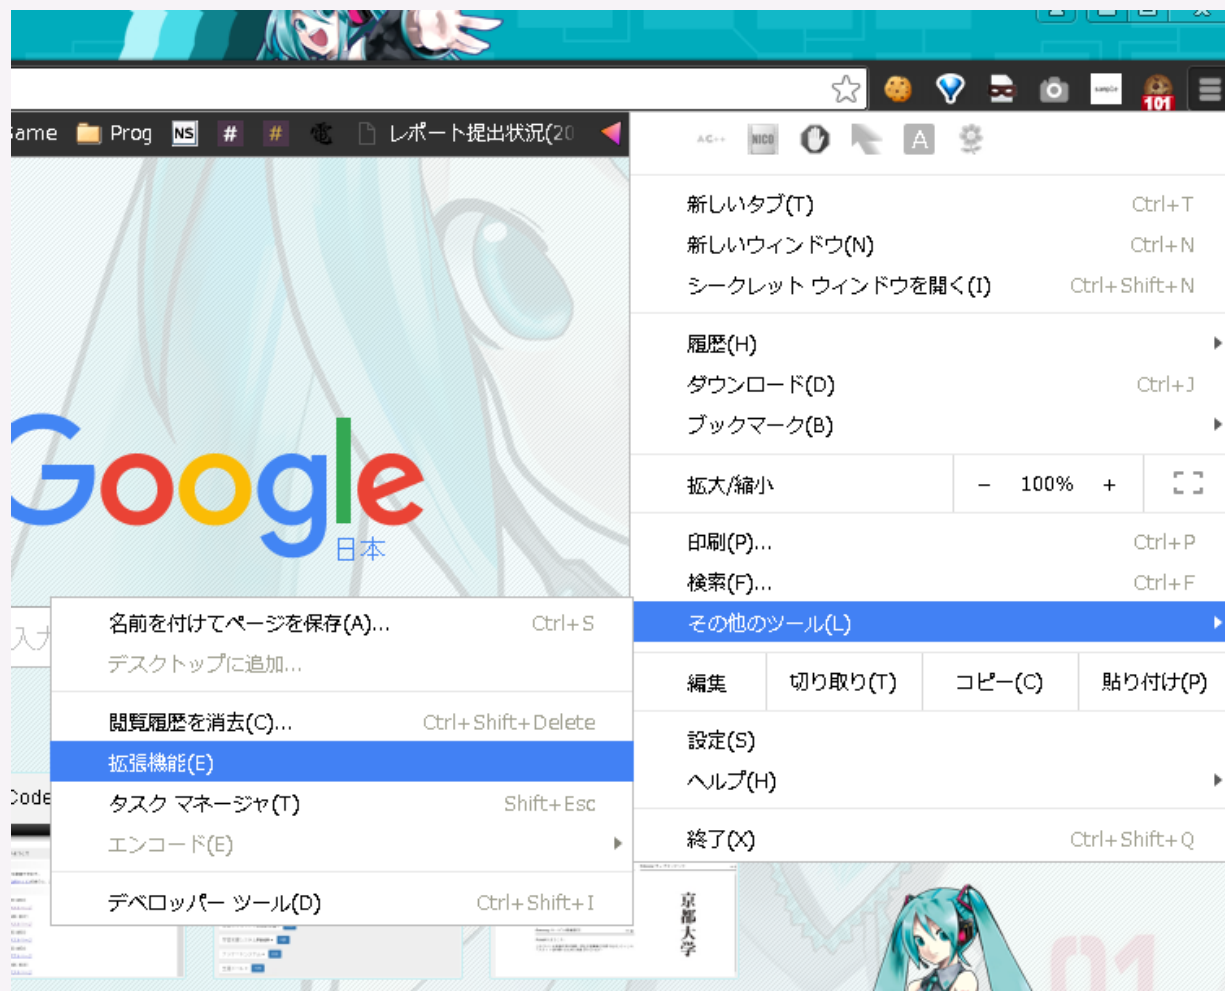 sample
101
Game Prog NS # # 電 レポート提出状況(20
AC++ NICO A
新しいタブ(T) Ctrl+T
新しいウィンドウ(N) Ctrl+N
シークレット ウィンドウを開く(I) Ctrl+Shift+N
履歴(H)
ダウンロード(D) Ctrl+J
ブックマーク(B)
拡大/縮小 − 100% +
印刷(P)... Ctrl+P
検索(F)... Ctrl+F
その他のツール(L)
編集 切り取り(T) コピー(C) 貼り付け(P)
設定(S)
ヘルプ(H)
終了(X) Ctrl+Shift+Q
Google
日本
入力
名前を付けてページを保存(A)... Ctrl+S
デスクトップに追加...
閲覧履歴を消去(C)... Ctrl+Shift+Delete
拡張機能(E)
タスク マネージャ(T) Shift+Esc
エンコード(E)
デベロッパー ツール(D) Ctrl+Shift+I
Code
京都大学
01